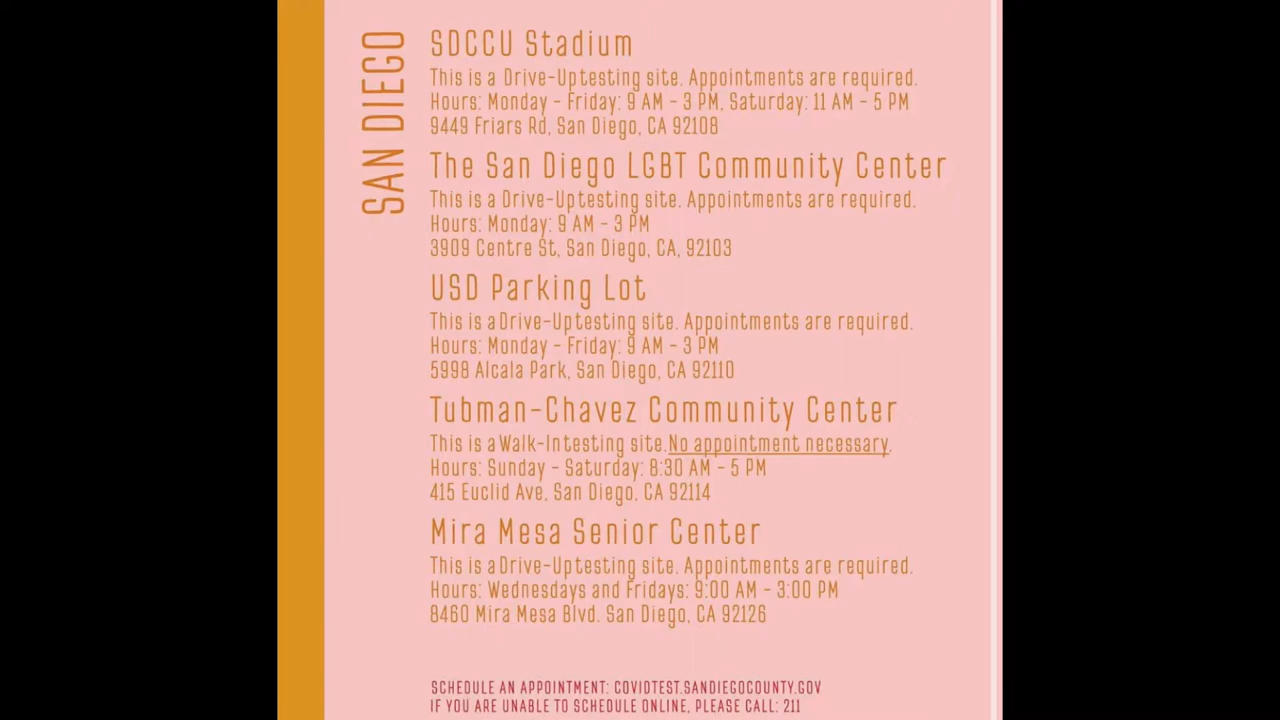 SAN DIEGO
SDCCU Stadium
This is a Drive-Uptesting site. Appointments are required.
Hours: Monday - Friday: 9 AM - 3 PM, Saturday: 11 AM - 5 PM
9449 Friars Rd, San Diego, CA 92108
The San Diego LGBT Community Center
This is a Drive-Uptesting site. Appointments are required.
Hours: Monday: 9 AM - 3 PM
3909 Centre St, San Diego, CA, 92103
USD Parking Lot
This is aDrive-Uptesting site. Appointments are required.
Hours: Monday - Friday: 9 AM - 3 PM
5998 Alcala Park, San Diego, CA 92110
Tubman-Chavez Community Center
This is aWalk-Intesting site.No appointment necessary.
Hours: Sunday - Saturday: 8:30 AM - 5 PM
415 Euclid Ave, San Diego, CA 92114
Mira Mesa Senior Center
This is aDrive-Uptesting site. Appointments are required.
Hours: Wednesdays and Fridays: 9:00 AM - 3:00 PM
8460 Mira Mesa Blvd. San Diego, CA 92126
SCHEDULE AN APPOINTMENT: COVIDTEST.SANDIEGOCOUNTY.GOV
IF YOU ARE UNABLE TO SCHEDULE ONLINE, PLEASE CALL: 211